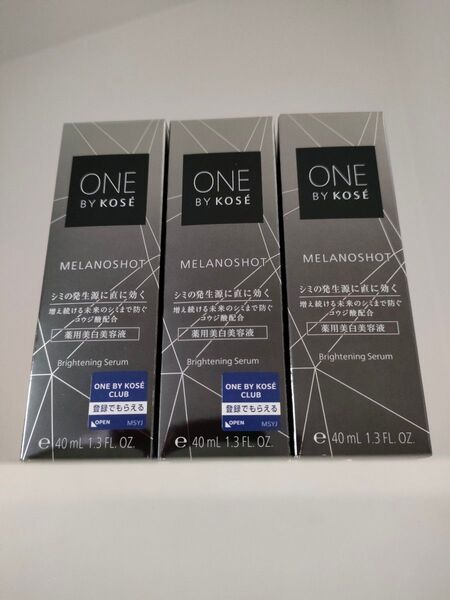 ONE
BY KOSÉ
MELANOSHOT
シミの発生源に直に効く
増え続ける未来のシミまで防ぐ
コウジ酸配合
薬用美白美容液
Brightening Serum
ONE BY KOSÉ
CLUB
登録でもらえる
OPEN MSYJ
℮ 40 mL 1.3 FL. OZ.
ONE
BY KOSÉ
MELANOSHOT
シミの発生源に直に効く
増え続ける未来のシミまで防ぐ
コウジ酸配合
薬用美白美容液
Brightening Serum
ONE BY KOSÉ
CLUB
登録でもらえる
OPEN MSYJ
℮ 40 mL 1.3 FL. OZ.
ONE
BY KOSÉ
MELANOSHOT
シミの発生源に直に効く
増え続ける未来のシミまで防ぐ
コウジ酸配合
薬用美白美容液
Brightening Serum
℮ 40 mL 1.3 FL. OZ.